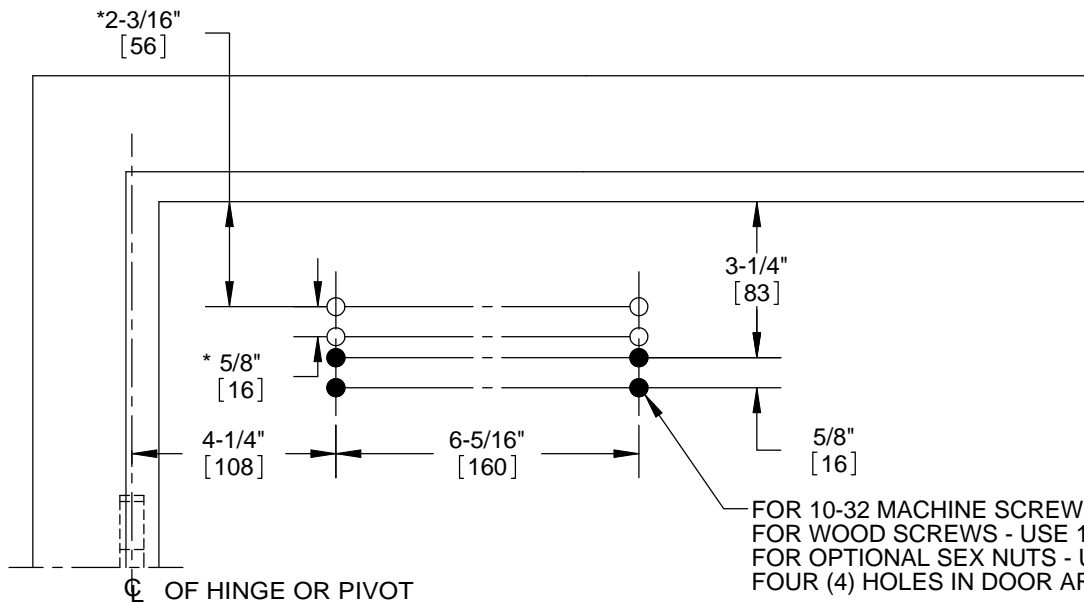 *2-3/16"
[56]
3-1/4"
[83]
* 5/8"
[16]
4-1/4"
[108]
6-5/16"
[160]
5/8"
[16]
FOR 10-32 MACHINE SCREW
FOR WOOD SCREWS - USE 1
FOR OPTIONAL SEX NUTS - U
FOUR (4) HOLES IN DOOR AR
℄ OF HINGE OR PIVOT